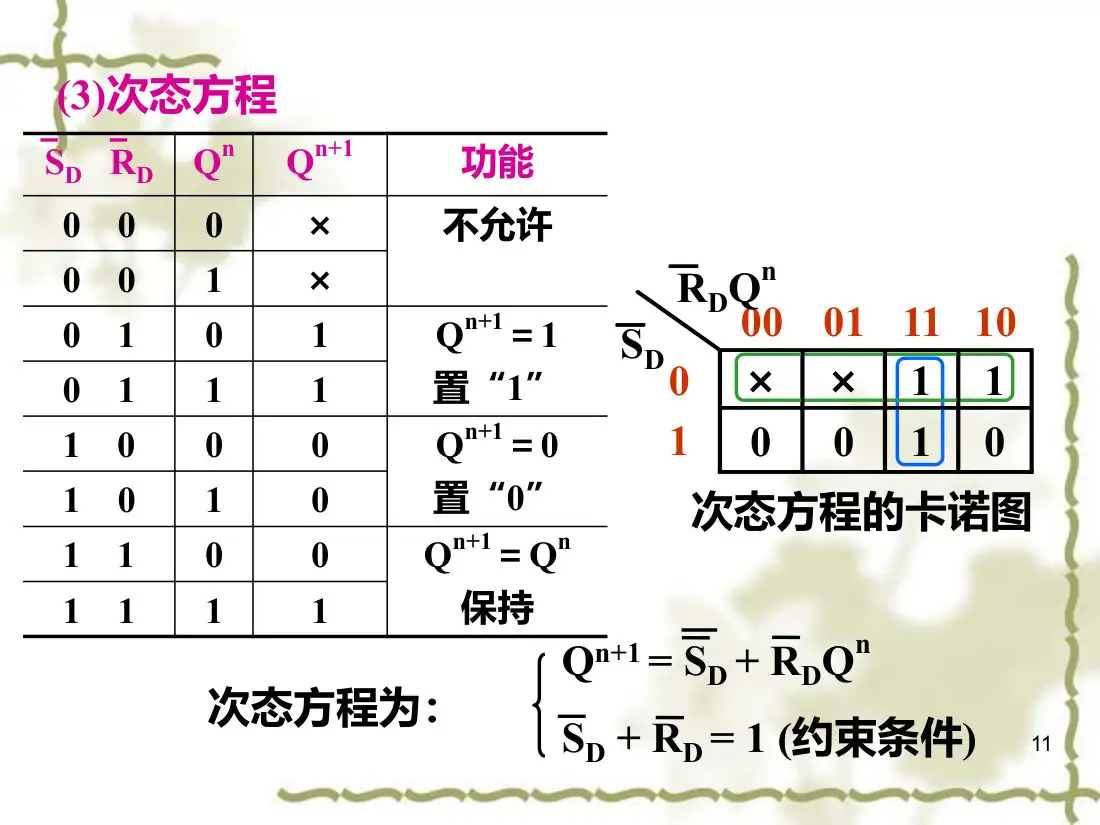 (3)次态方程
S̅D R̅D Qⁿ Qⁿ⁺¹ 功能
0 0 0 × 不允许
0 0 1 ×
0 1 0 1 Qⁿ⁺¹ = 1
0 1 1 1 置“1”
1 0 0 0 Qⁿ⁺¹ = 0
1 0 1 0 置“0”
1 1 0 0 Qⁿ⁺¹ = Qⁿ
1 1 1 1 保持
R̅DQⁿ
S̅D
00 01 11 10
0 × × 1 1
1 0 0 1 0
次态方程的卡诺图
次态方程为：
Qⁿ⁺¹ = S̿D + R̅DQⁿ
S̅D + R̅D = 1 (约束条件)
11